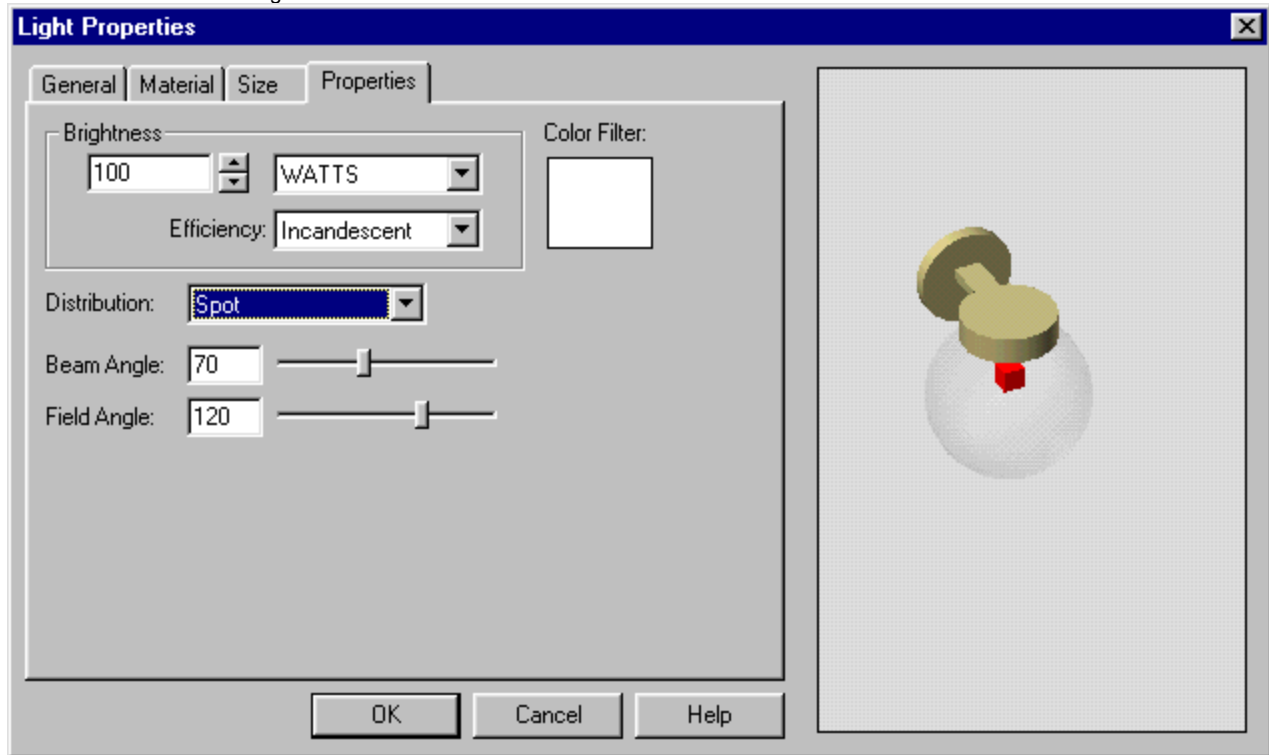 Light Properties
General Material Size Properties
Brightness
100 WATTS
Efficiency: Incandescent
Color Filter:
Distribution: Spot
Beam Angle: 70
Field Angle: 120
OK Cancel Help